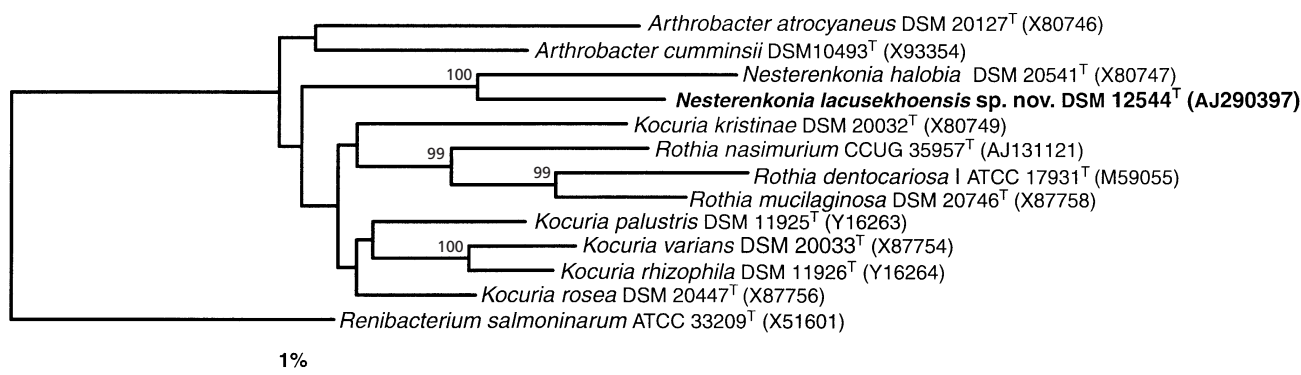 Arthrobacter atrocyaneus DSM 20127T (X80746)
Arthrobacter cumminsii DSM10493T (X93354)
100
Nesterenkonia halobia DSM 20541T (X80747)
Nesterenkonia lacusekhoensis sp. nov. DSM 12544T (AJ290397)
Kocuria kristinae DSM 20032T (X80749)
99
Rothia nasimurium CCUG 35957T (AJ131121)
99
Rothia dentocariosa I ATCC 17931T (M59055)
Rothia mucilaginosa DSM 20746T (X87758)
Kocuria palustris DSM 11925T (Y16263)
100
Kocuria varians DSM 20033T (X87754)
Kocuria rhizophila DSM 11926T (Y16264)
Kocuria rosea DSM 20447T (X87756)
Renibacterium salmoninarum ATCC 33209T (X51601)
1%